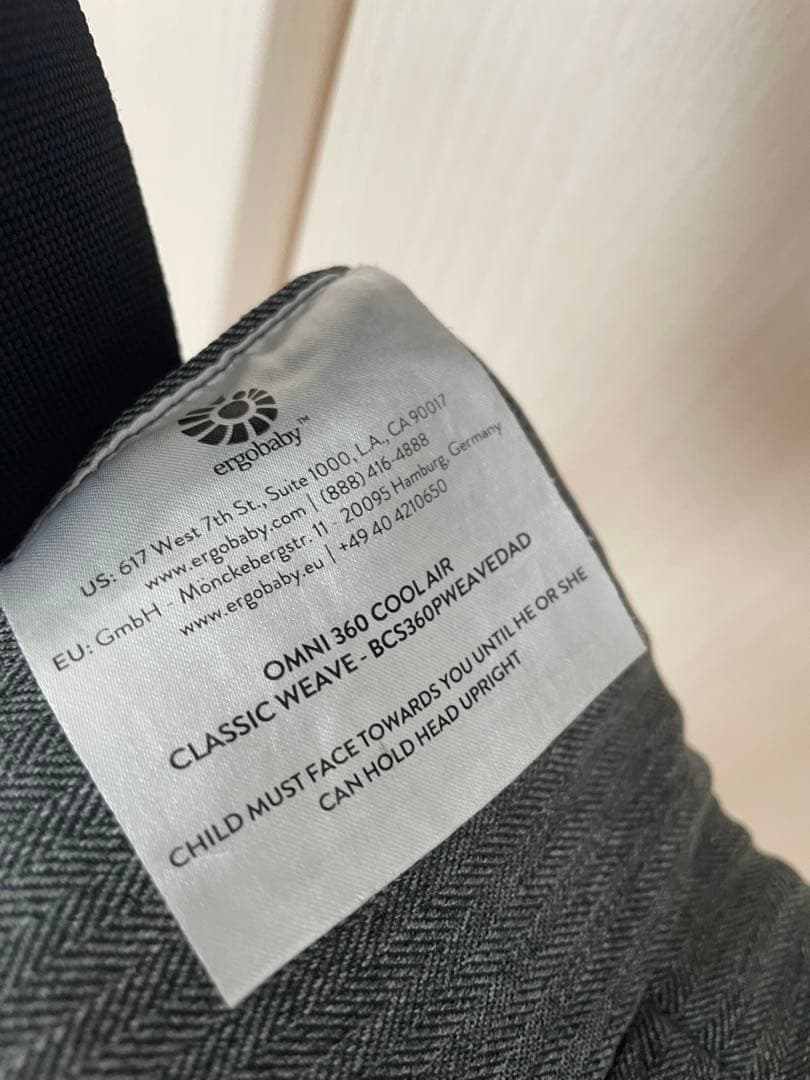 ergobaby™
US: 617 West 7th St., Suite 1000, L.A., CA 90017
www.ergobaby.com | (888) 416-4888
EU: GmbH - Mönckebergstr. 11 - 20095 Hamburg, Germany
www.ergobaby.eu | +49 40 4210650
OMNI 360 COOL AIR
CLASSIC WEAVE - BCS360PWEAVEDAD
CHILD MUST FACE TOWARDS YOU UNTIL HE OR SHE
CAN HOLD HEAD UPRIGHT